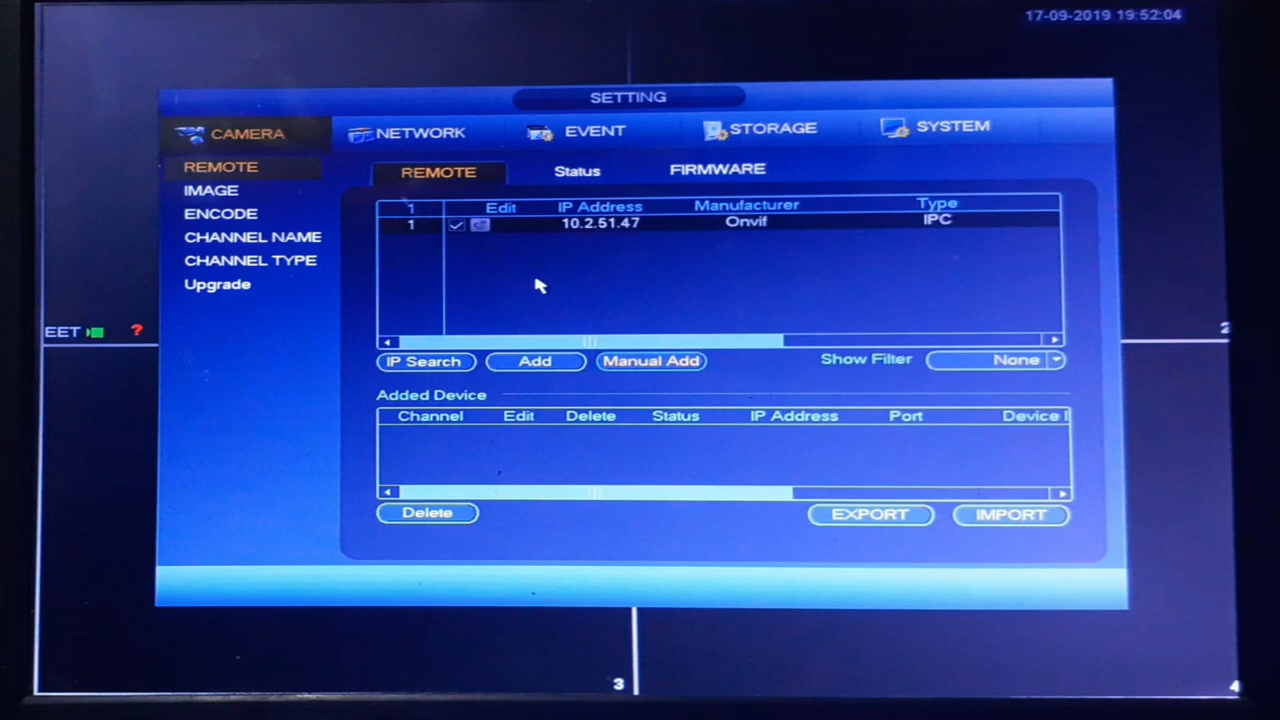 17-09-2019 19:52:04
SETTING
CAMERA NETWORK EVENT STORAGE SYSTEM
REMOTE
IMAGE
ENCODE
CHANNEL NAME
CHANNEL TYPE
Upgrade
REMOTE Status FIRMWARE
1 Edit IP Address Manufacturer Type
1 10.2.51.47 Onvif IPC
IP Search Add Manual Add Show Filter None
Added Device
Channel Edit Delete Status IP Address Port Device I
Delete EXPORT IMPORT
EET ?
2
3
4